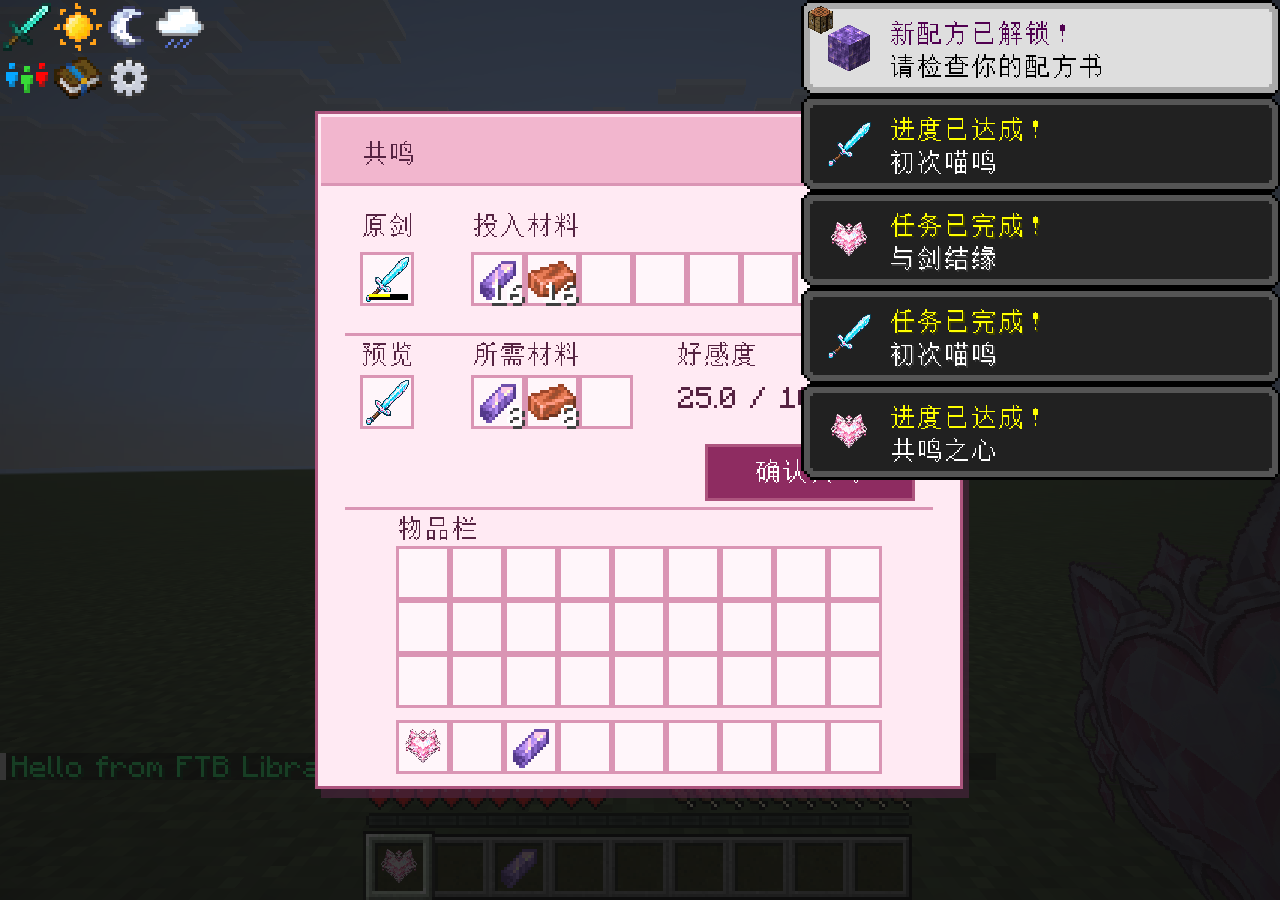 新配方已解锁！
请检查你的配方书
进度已达成！
初次喵鸣
任务已完成！
与剑结缘
任务已完成！
初次喵鸣
进度已达成！
共鸣之心
共鸣
原剑
投入材料
预览
所需材料
好感度
25.0 / 1
确认
物品栏
Hello from FTB Libra